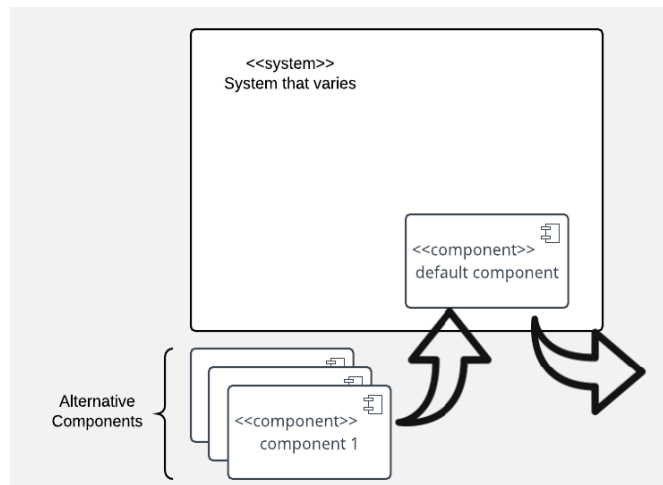 <<system>>
System that varies
<<component>>
default component
Alternative
Components
<<component>>
component 1